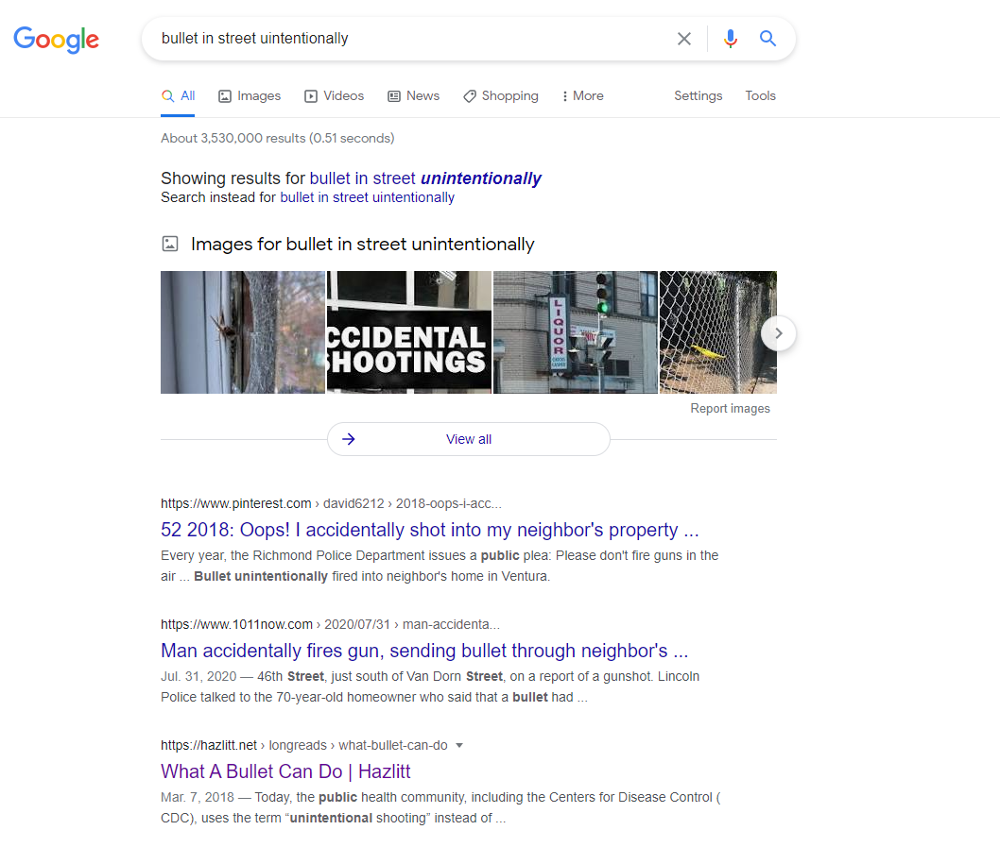 Google
bullet in street uintentionally
All Images Videos News Shopping More Settings Tools
About 3,530,000 results (0.51 seconds)
Showing results for bullet in street unintentionally
Search instead for bullet in street uintentionally
Images for bullet in street unintentionally
CCIDENTAL
SHOOTINGS
LIQUOR
Report images
View all
https://www.pinterest.com › david6212 › 2018-oops-i-acc...
52 2018: Oops! I accidentally shot into my neighbor's property ...
Every year, the Richmond Police Department issues a public plea: Please don't fire guns in the
air ... Bullet unintentionally fired into neighbor's home in Ventura.
https://www.1011now.com › 2020/07/31 › man-accidenta...
Man accidentally fires gun, sending bullet through neighbor's ...
Jul. 31, 2020 — 46th Street, just south of Van Dorn Street, on a report of a gunshot. Lincoln
Police talked to the 70-year-old homeowner who said that a bullet had ...
https://hazlitt.net › longreads › what-bullet-can-do
What A Bullet Can Do | Hazlitt
Mar. 7, 2018 — Today, the public health community, including the Centers for Disease Control (
CDC), uses the term “unintentional shooting” instead of ...